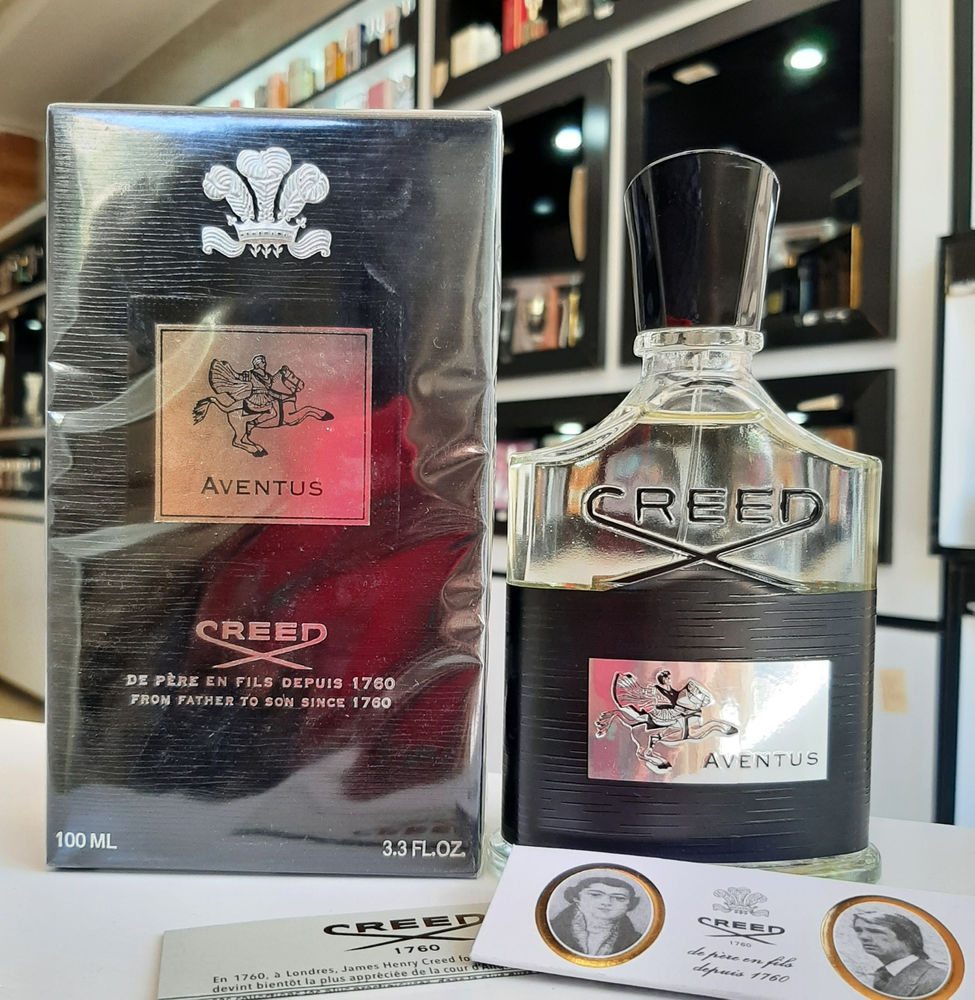 AVENTUS
CREED
DE PÈRE EN FILS DEPUIS 1760
FROM FATHER TO SON SINCE 1760
100 ML
3.3 FL.OZ
CREED
AVENTUS
CREED
1760
En 1760, à Londres, James Henry Creed
devint bientôt la plus appréciée de la cour
CREED
1760
de père en fils
depuis 1760